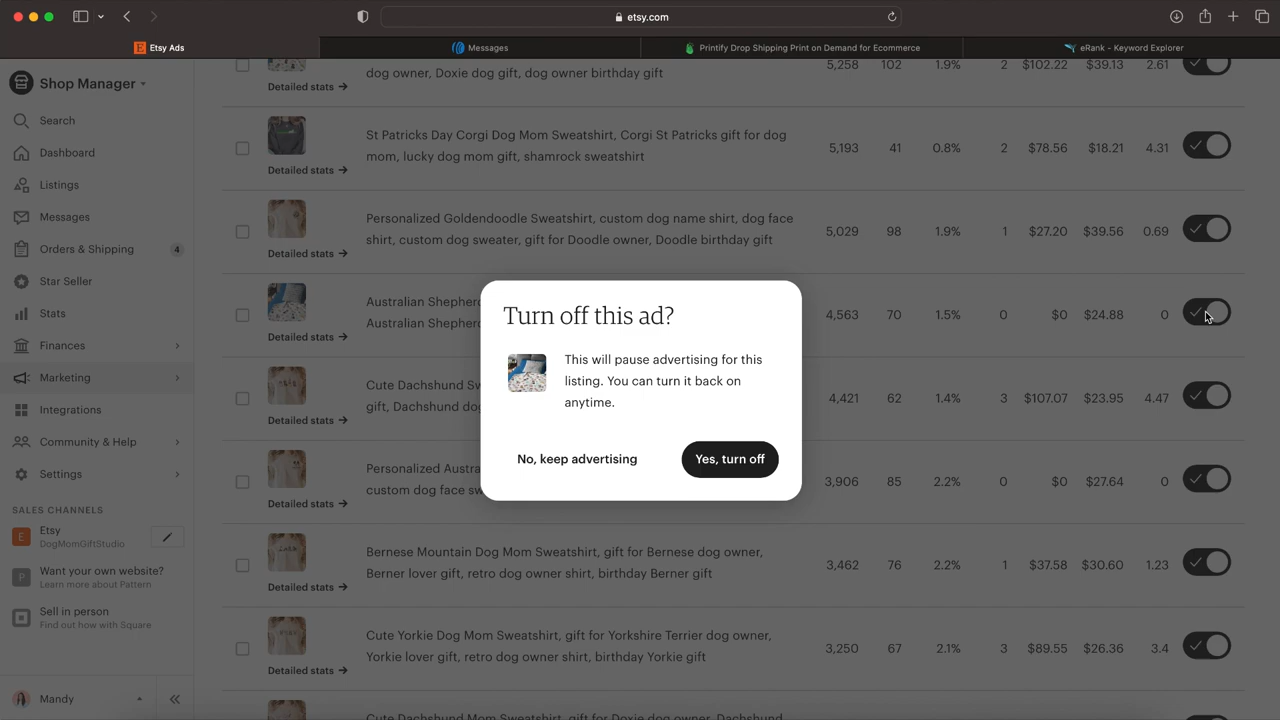 etsy.com
Etsy Ads
Messages
Printify Drop Shipping Print on Demand for Ecommerce
eRank - Keyword Explorer
Shop Manager
Search
Dashboard
Listings
Messages
Orders & Shipping 4
Star Seller
Stats
Finances
Marketing
Integrations
Community & Help
Settings
SALES CHANNELS
E Etsy
DogMomGiftStudio
P Want your own website?
Learn more about Pattern
Sell in person
Find out how with Square
Mandy
dog owner, Doxie dog gift, dog owner birthday gift
5,258 102 1.9% 2 $102.22 $39.13 2.61
Detailed stats →
St Patricks Day Corgi Dog Mom Sweatshirt, Corgi St Patricks gift for dog
mom, lucky dog mom gift, shamrock sweatshirt
5,193 41 0.8% 2 $78.56 $18.21 4.31
Detailed stats →
Personalized Goldendoodle Sweatshirt, custom dog name shirt, dog face
shirt, custom dog sweater, gift for Doodle owner, Doodle birthday gift
5,029 98 1.9% 1 $27.20 $39.56 0.69
Detailed stats →
Australian Shepher
Australian Shepher
4,563 70 1.5% 0 $0 $24.88 0
Detailed stats →
Cute Dachshund Sw
gift, Dachshund dog
4,421 62 1.4% 3 $107.07 $23.95 4.47
Detailed stats →
Personalized Austra
custom dog face sw
3,906 85 2.2% 0 $0 $27.64 0
Detailed stats →
Bernese Mountain Dog Mom Sweatshirt, gift for Bernese dog owner,
Berner lover gift, retro dog owner shirt, birthday Berner gift
3,462 76 2.2% 1 $37.58 $30.60 1.23
Detailed stats →
Cute Yorkie Dog Mom Sweatshirt, gift for Yorkshire Terrier dog owner,
Yorkie lover gift, retro dog owner shirt, birthday Yorkie gift
3,250 67 2.1% 3 $89.55 $26.36 3.4
Detailed stats →
Cute Dachshund Mom Sweatshirt, gift for Doxie dog owner, Dachshund
Turn off this ad?
This will pause advertising for this
listing. You can turn it back on
anytime.
No, keep advertising
Yes, turn off